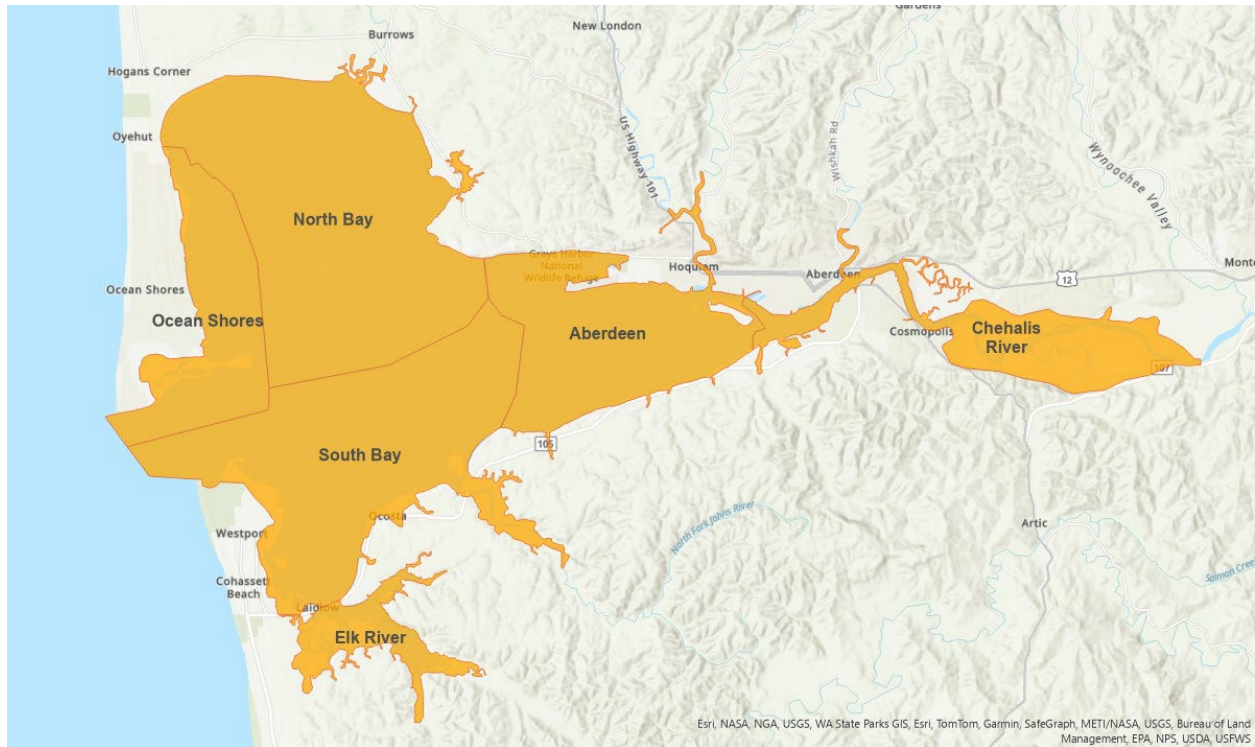 New London
Gardens
Burrows
Hogans Corner
Oyehut
US Highway 101
Wishkah Rd
Wynoochee Valley
North Bay
Grays Harbor
National
Wildlife Refuge
Hoquiam
Aberdeen
12
Monte
Ocean Shores
Ocean Shores
Aberdeen
Cosmopolis
Chehalis
River
107
105
South Bay
Ocosta
Westport
North Fork Johns River
Artic
Cohassett
Beach
Laidlow
Salmon Creek
Elk River
Esri, NASA, NGA, USGS, WA State Parks GIS, Esri, TomTom, Garmin, SafeGraph, METI/NASA, USGS, Bureau of Land
Management, EPA, NPS, USDA, USFWS